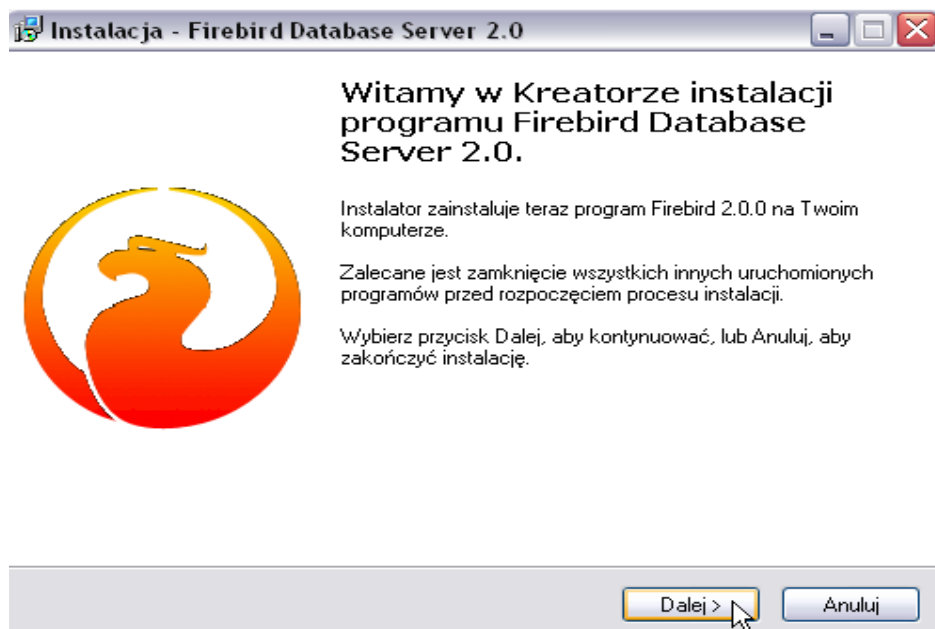 Instalacja - Firebird Database Server 2.0
Witamy w Kreatorze instalacji
programu Firebird Database
Server 2.0.
Instalator zainstaluje teraz program Firebird 2.0.0 na Twoim
komputerze.
Zalecane jest zamknięcie wszystkich innych uruchomionych
programów przed rozpoczęciem procesu instalacji.
Wybierz przycisk Dalej, aby kontynuować, lub Anuluj, aby
zakończyć instalację.
Dalej >
Anuluj